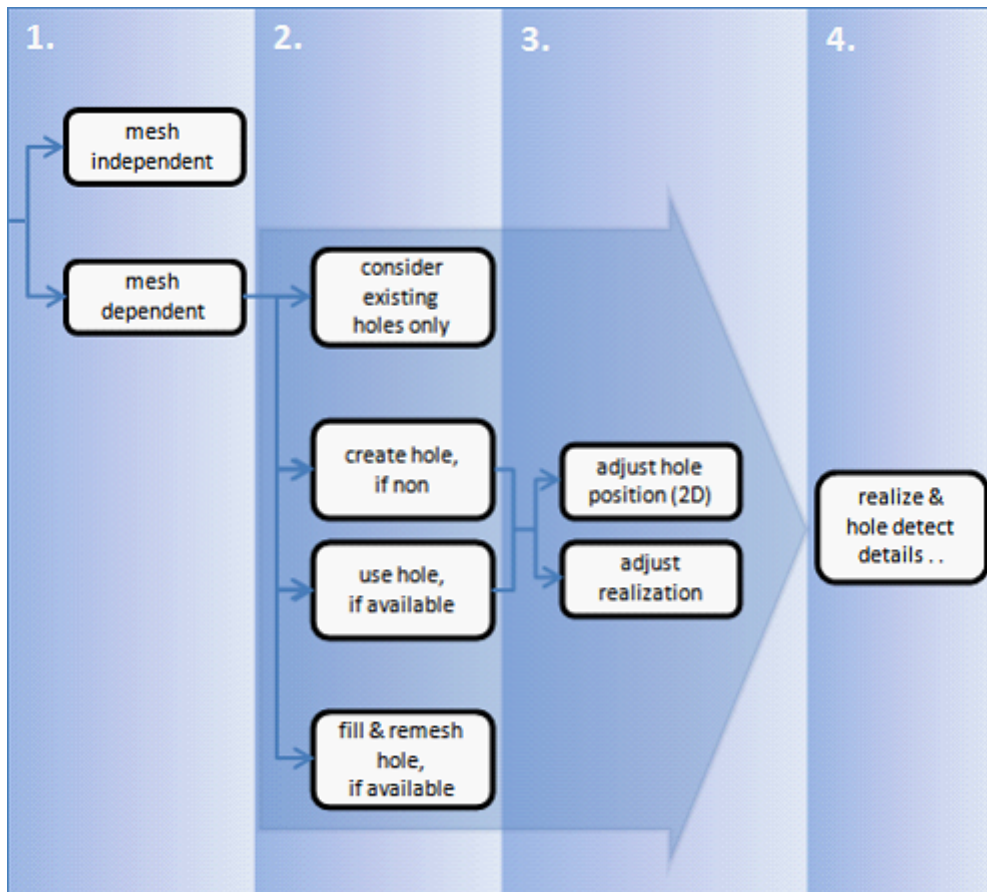 1.
2.
3.
4.
mesh
independent
mesh
dependent
consider
existing
holes only
create hole,
if non
use hole,
if available
fill & remesh
hole,
if available
adjust hole
position (2D)
adjust
realization
realize &
hole detect
details . .